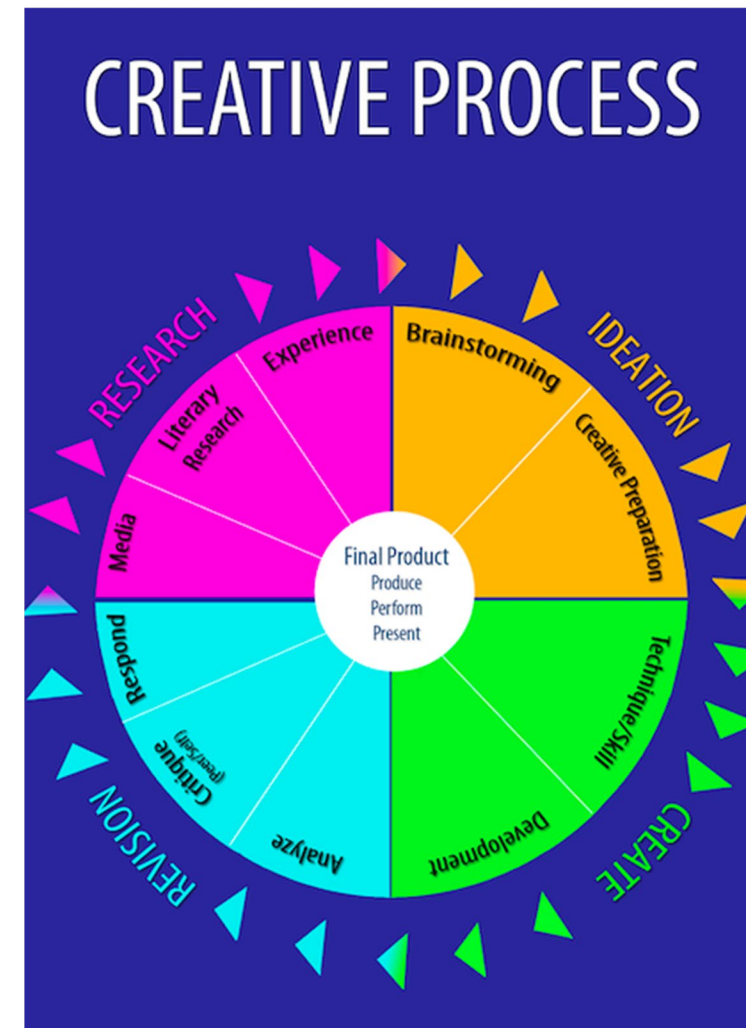 CREATIVE PROCESS
RESEARCH
IDEATION
Experience
Brainstorming
Literary
Research
Creative Preparation
Media
Final Product
Produce
Perform
Present
Respond
Technique/Skill
Critique
(Peer/Self)
Analyze
Development
REVISION
CREATE